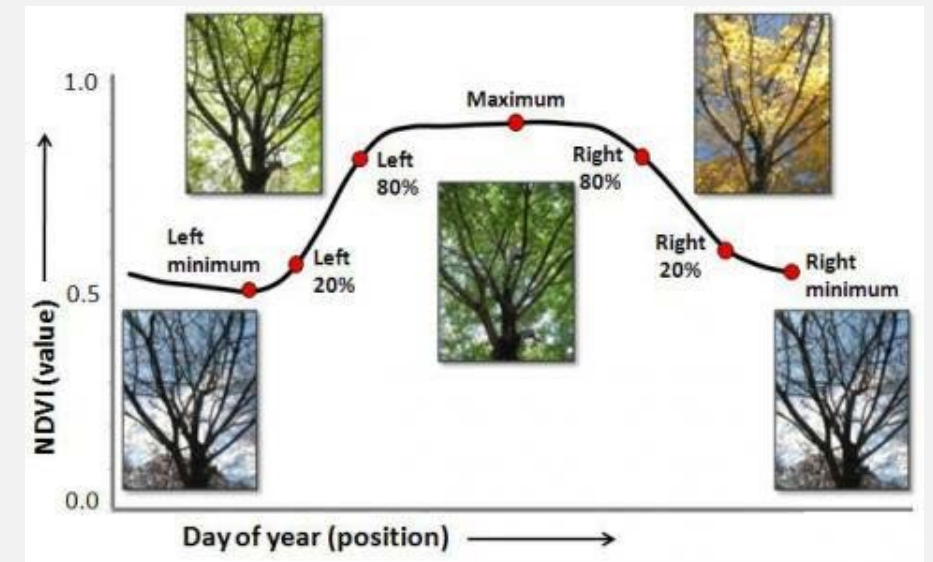 1.0
Maximum
Left
80%
Right
80%
Left
minimum
Left
20%
Right
20%
Right
minimum
0.5
NDVI (value)
0.0
Day of year (position)